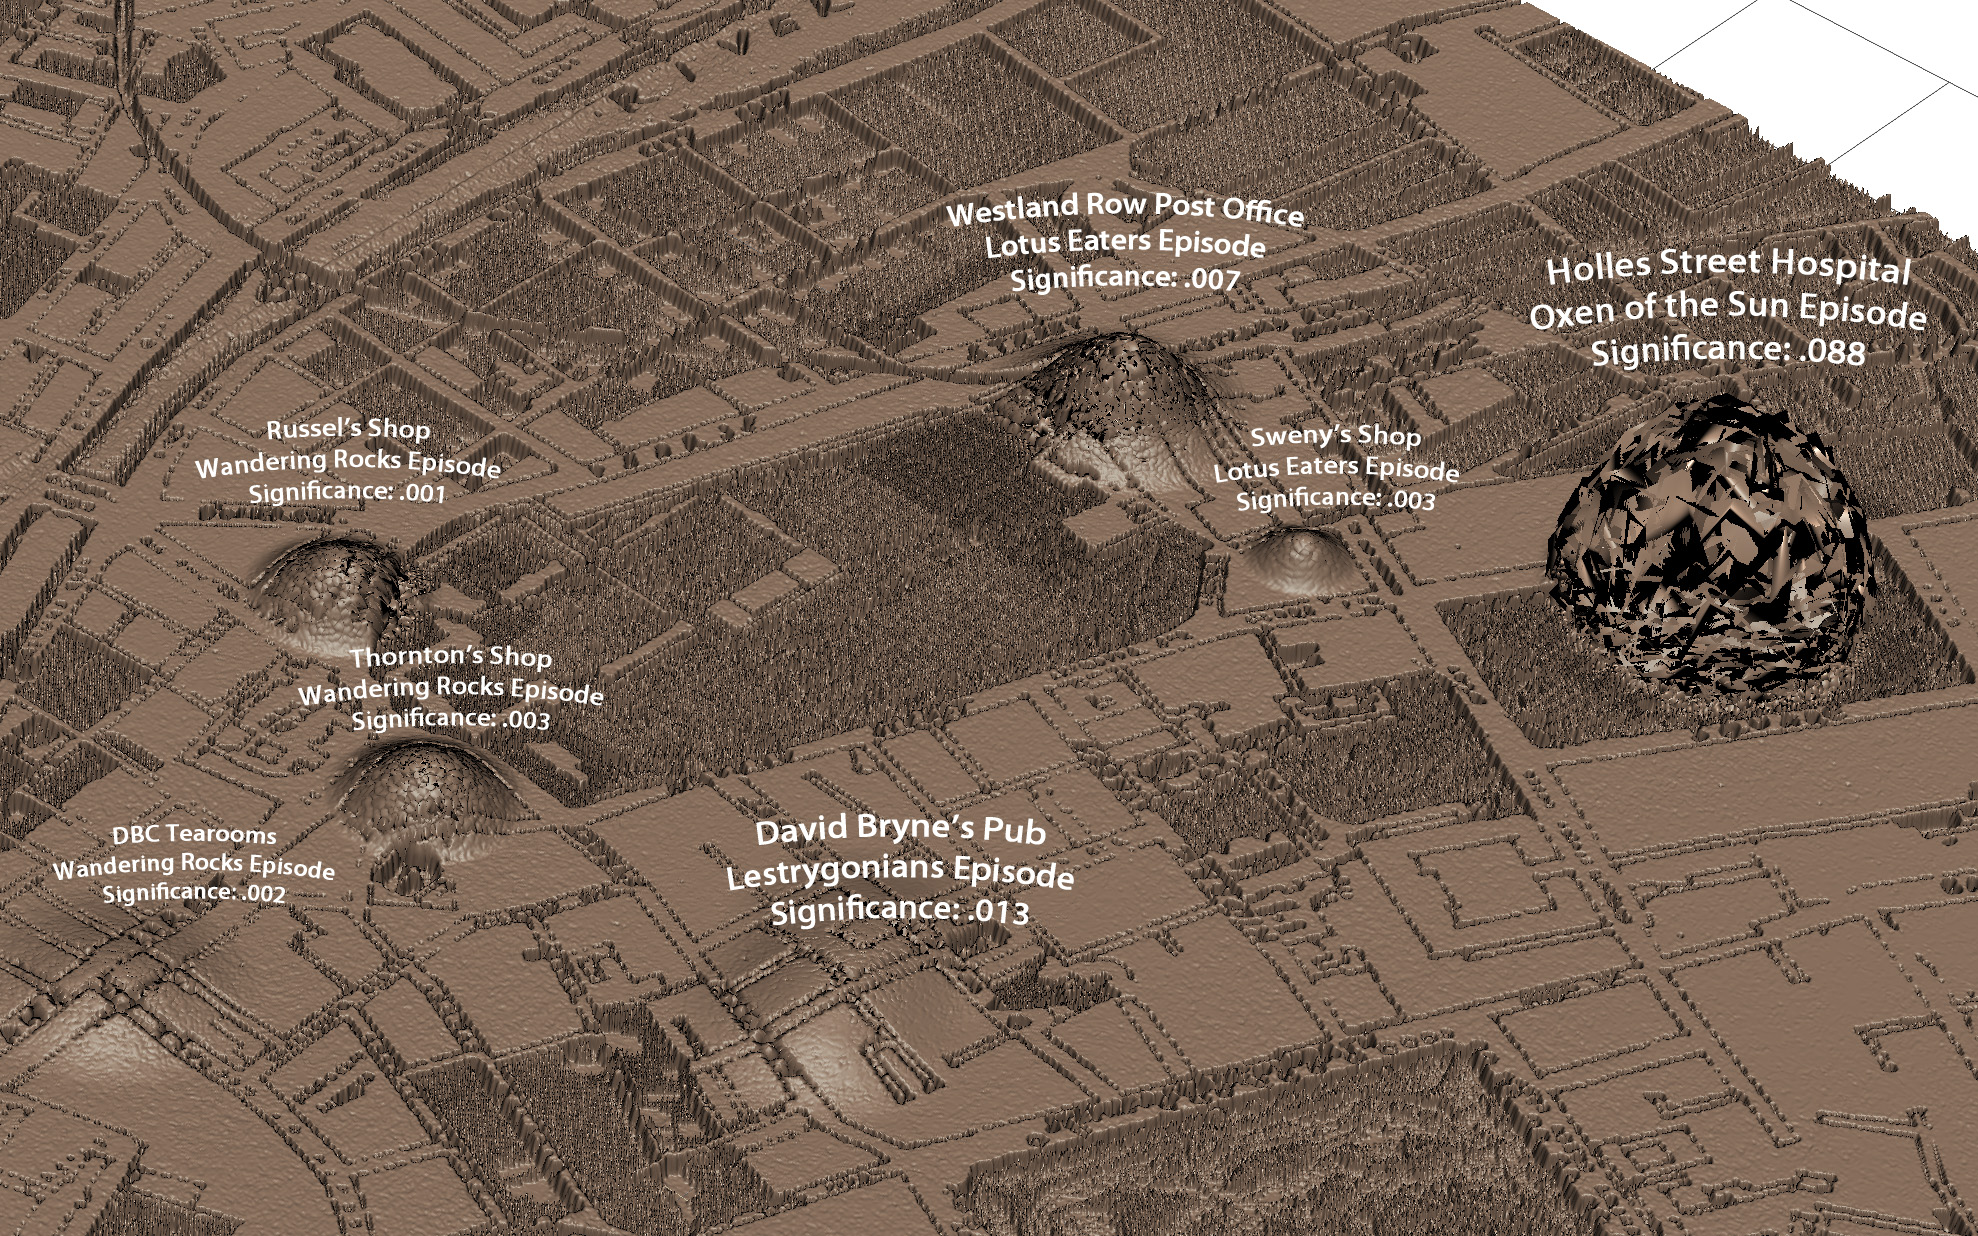 Westland Row Post Office
Lotus Eaters Episode
Significance: .007
Holles Street Hospital
Oxen of the Sun Episode
Significance: .088
Russel's Shop
Wandering Rocks Episode
Significance: .001
Sweny's Shop
Lotus Eaters Episode
Significance: .003
Thornton's Shop
Wandering Rocks Episode
Significance: .003
DBC Tearooms
Wandering Rocks Episode
Significance: .002
David Bryne's Pub
Lestrygonians Episode
Significance: .013